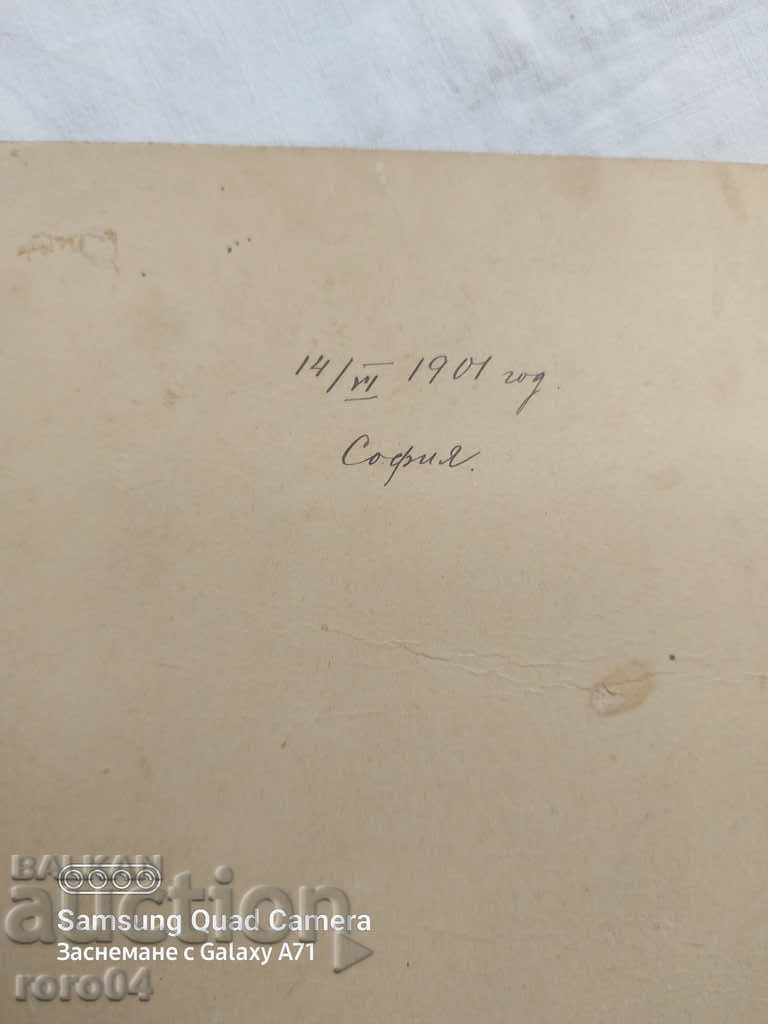 14/VI 1901 год.
София.
BALKAN
auction
Samsung Quad Camera
Заснемане с Galaxy A71
roro04